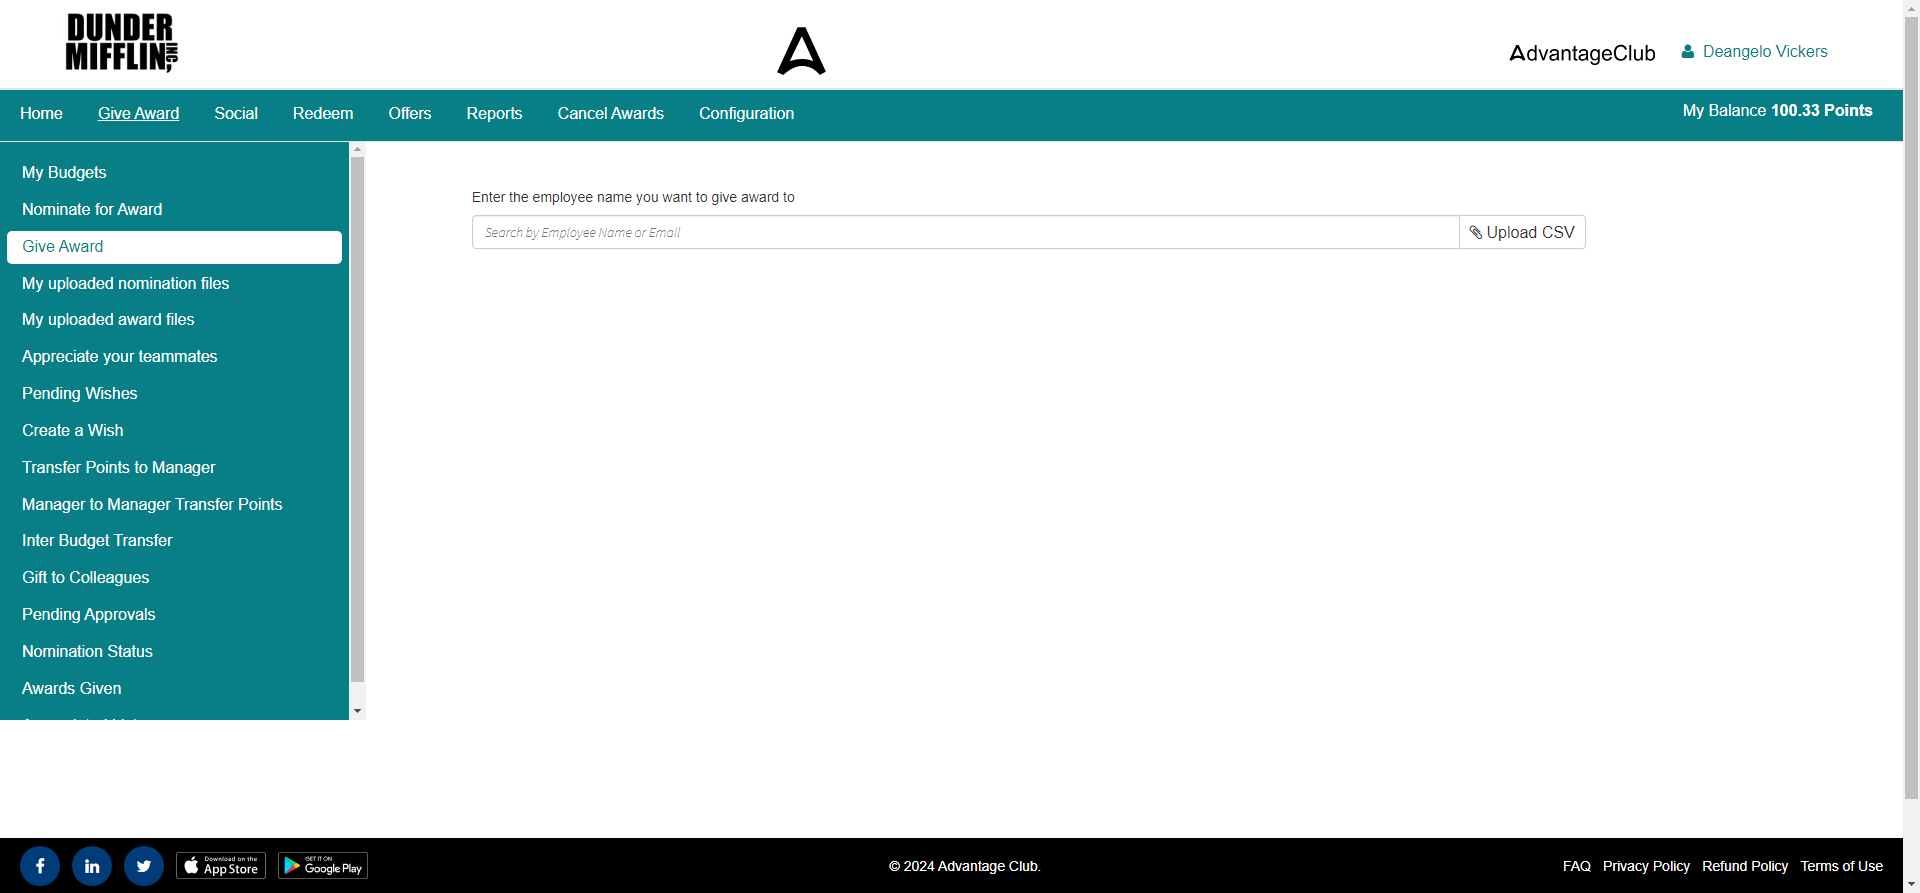 DUNDER
MIFFLIN, INC
AdvantageClub
Deangelo Vickers
Home
Give Award
Social
Redeem
Offers
Reports
Cancel Awards
Configuration
My Balance 100.33 Points
My Budgets
Nominate for Award
Give Award
My uploaded nomination files
My uploaded award files
Appreciate your teammates
Pending Wishes
Create a Wish
Transfer Points to Manager
Manager to Manager Transfer Points
Inter Budget Transfer
Gift to Colleagues
Pending Approvals
Nomination Status
Awards Given
Enter the employee name you want to give award to
Search by Employee Name or Email
Upload CSV
Download on the
App Store
GET IT ON
Google Play
© 2024 Advantage Club.
FAQ
Privacy Policy
Refund Policy
Terms of Use